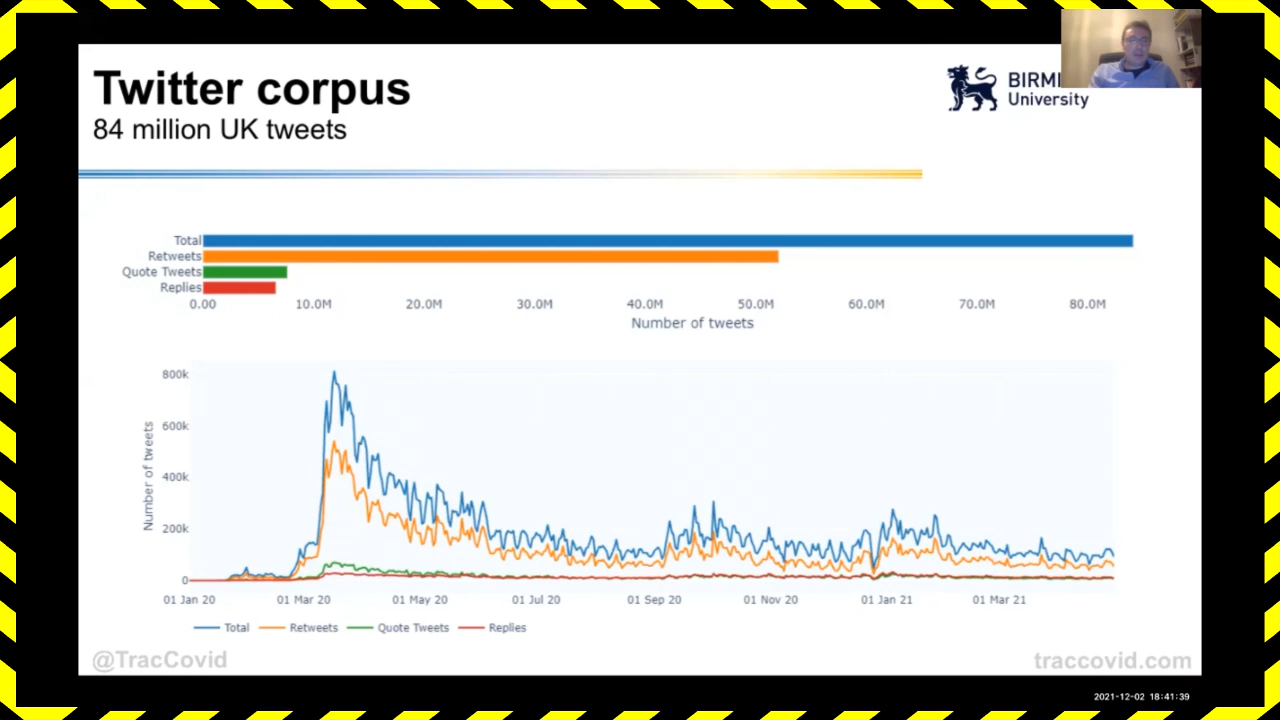 Twitter corpus
84 million UK tweets
University
Total
Retweets
Quote Tweets
Replies
0.00 10.0M 20.0M 30.0M 40.0M 50.0M 60.0M 70.0M 80.0M
Number of tweets
800k
600k
400k
200k
0
Number of tweets
01 Jan 20 01 Mar 20 01 May 20 01 Jul 20 01 Sep 20 01 Nov 20 01 Jan 21 01 Mar 21
Total Retweets Quote Tweets Replies
@TracCovid traccovid.com
2021-12-02 18:41:39